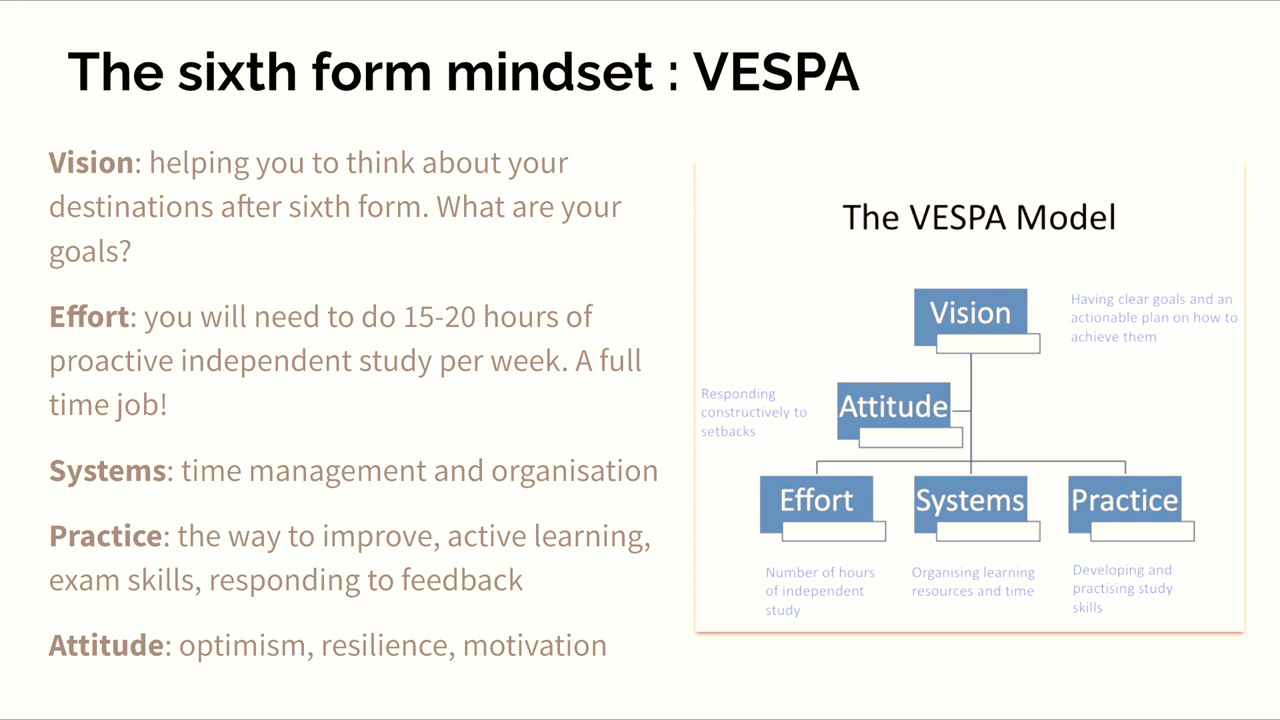 The sixth form mindset : VESPA
Vision: helping you to think about your
destinations after sixth form. What are your
goals?
Effort: you will need to do 15-20 hours of
proactive independent study per week. A full
time job!
Systems: time management and organisation
Practice: the way to improve, active learning,
exam skills, responding to feedback
Attitude: optimism, resilience, motivation
The VESPA Model
Vision
Having clear goals and an
actionable plan on how to
achieve them
Responding
constructively to
setbacks
Attitude
Effort
Systems
Practice
Number of hours
of independent
study
Organising learning
resources and time
Developing and
practising study
skills